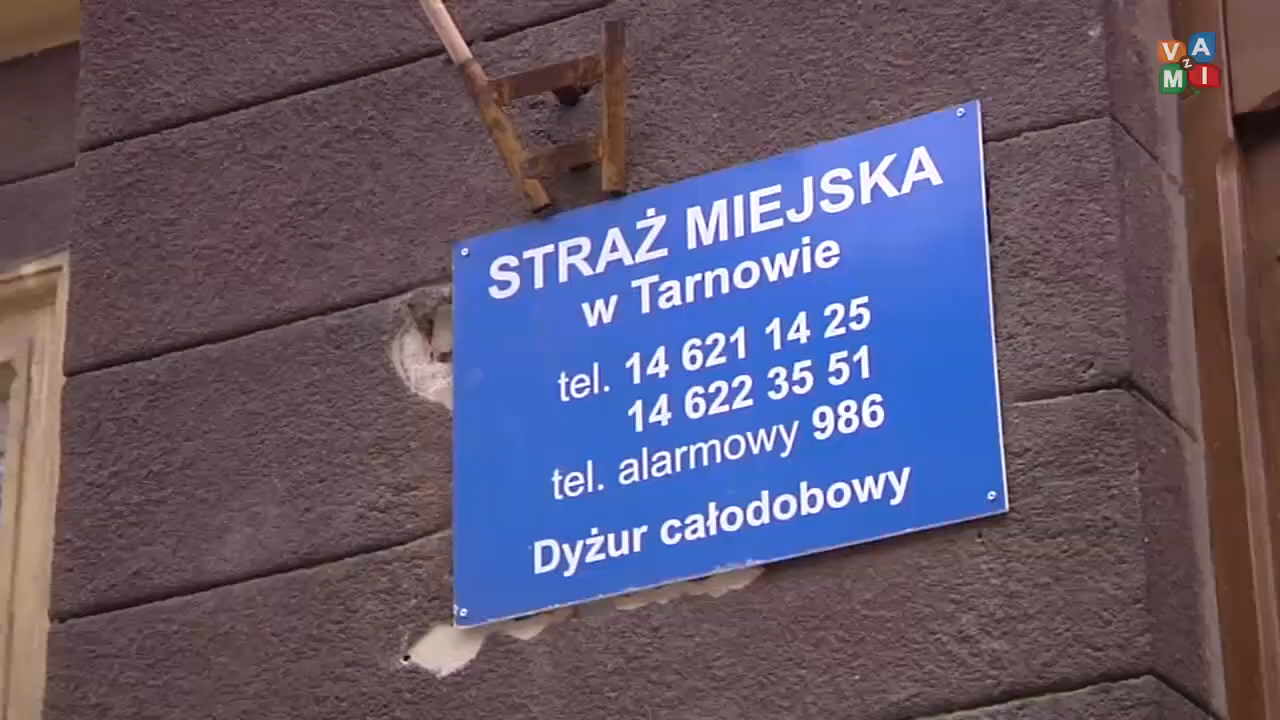 STRAŻ MIEJSKA
w Tarnowie
tel. 14 621 14 25
14 622 35 51
tel. alarmowy 986
Dyżur całodobowy
V Z A M I